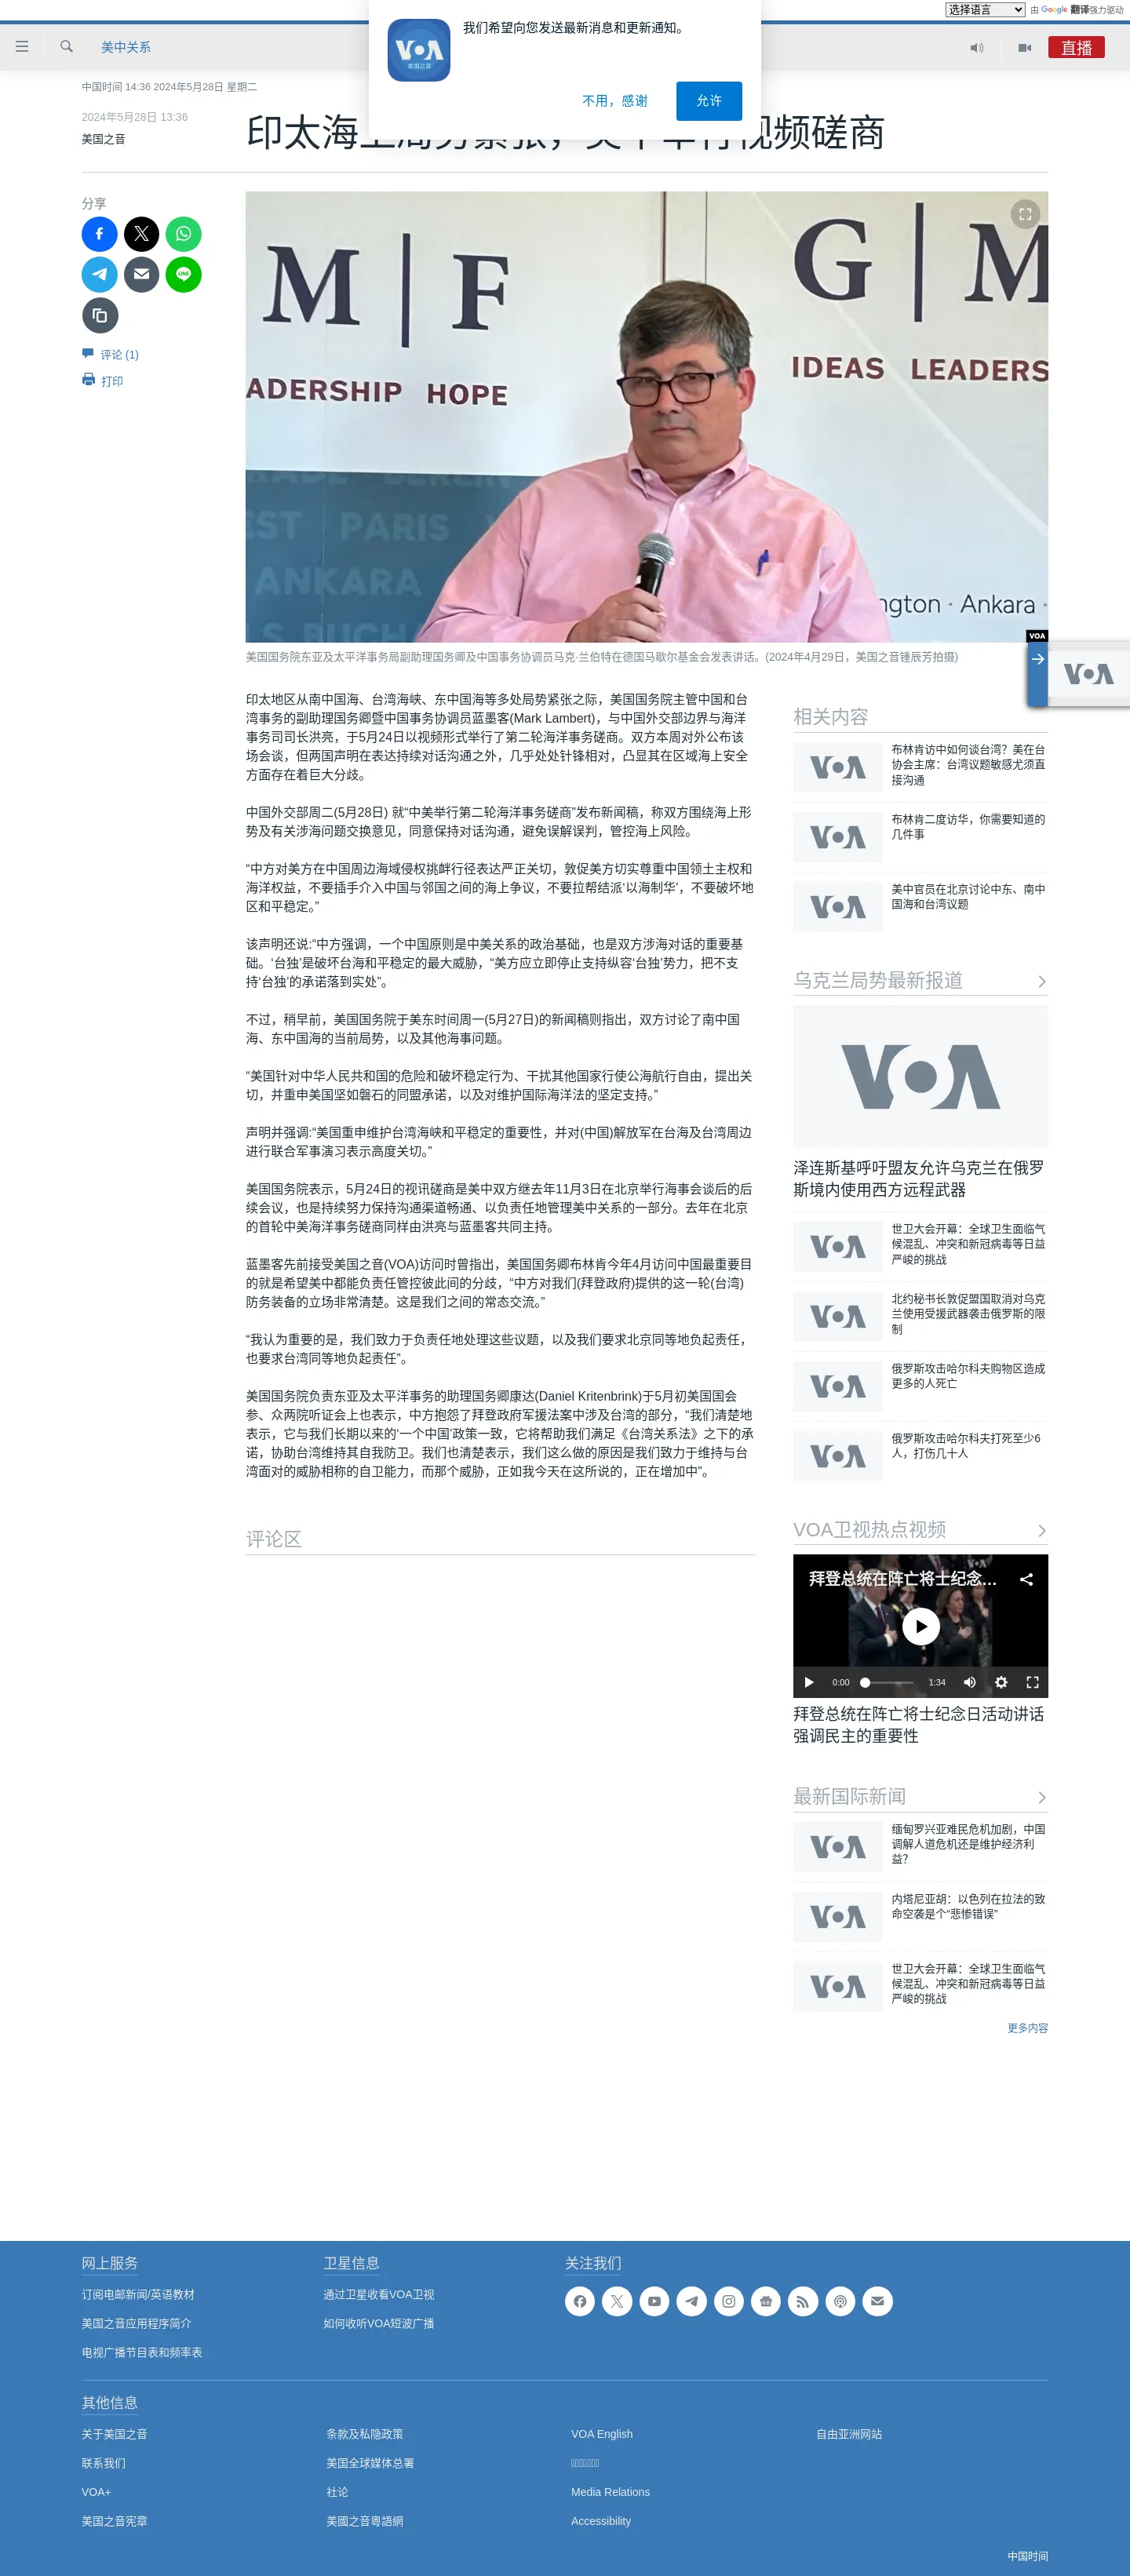 选择语言 由 Google 翻译强力驱动
我们希望向您发送最新消息和更新通知。
VOA
美国之音
不用，感谢
允许
美中关系
直播
中国时间 14:36 2024年5月28日 星期二
2024年5月28日 13:36
美国之音
印太海上局势紧张，美中举行视频磋商
分享
评论 (1)
打印
M|F G|M
ADERSHIP HOPE
IDEAS LEADERS
RADE BERLIN
EST PARIS
ANKARA
ngton · Ankara ·
VOA
VOA
美国国务院东亚及太平洋事务局副助理国务卿及中国事务协调员马克·兰伯特在德国马歇尔基金会发表讲话。(2024年4月29日，美国之音锺辰芳拍摄)
印太地区从南中国海、台湾海峡、东中国海等多处局势紧张之际，美国国务院主管中国和台
湾事务的副助理国务卿暨中国事务协调员蓝墨客(Mark Lambert)，与中国外交部边界与海洋
事务司司长洪亮，于5月24日以视频形式举行了第二轮海洋事务磋商。双方本周对外公布该
场会谈，但两国声明在表达持续对话沟通之外，几乎处处针锋相对，凸显其在区域海上安全
方面存在着巨大分歧。
中国外交部周二(5月28日) 就“中美举行第二轮海洋事务磋商”发布新闻稿，称双方围绕海上形
势及有关涉海问题交换意见，同意保持对话沟通，避免误解误判，管控海上风险。
“中方对美方在中国周边海域侵权挑衅行径表达严正关切，敦促美方切实尊重中国领土主权和
海洋权益，不要插手介入中国与邻国之间的海上争议，不要拉帮结派‘以海制华’，不要破坏地
区和平稳定。”
该声明还说:“中方强调，一个中国原则是中美关系的政治基础，也是双方涉海对话的重要基
础。‘台独’是破坏台海和平稳定的最大威胁，“美方应立即停止支持纵容‘台独’势力，把不支
持‘台独’的承诺落到实处”。
不过，稍早前，美国国务院于美东时间周一(5月27日)的新闻稿则指出，双方讨论了南中国
海、东中国海的当前局势，以及其他海事问题。
“美国针对中华人民共和国的危险和破坏稳定行为、干扰其他国家行使公海航行自由，提出关
切，并重申美国坚如磐石的同盟承诺，以及对维护国际海洋法的坚定支持。”
声明并强调:“美国重申维护台湾海峡和平稳定的重要性，并对(中国)解放军在台海及台湾周边
进行联合军事演习表示高度关切。”
美国国务院表示，5月24日的视讯磋商是美中双方继去年11月3日在北京举行海事会谈后的后
续会议，也是持续努力保持沟通渠道畅通、以负责任地管理美中关系的一部分。去年在北京
的首轮中美海洋事务磋商同样由洪亮与蓝墨客共同主持。
蓝墨客先前接受美国之音(VOA)访问时曾指出，美国国务卿布林肯今年4月访问中国最重要目
的就是希望美中都能负责任管控彼此间的分歧，“中方对我们(拜登政府)提供的这一轮(台湾)
防务装备的立场非常清楚。这是我们之间的常态交流。”
“我认为重要的是，我们致力于负责任地处理这些议题，以及我们要求北京同等地负起责任，
也要求台湾同等地负起责任”。
美国国务院负责东亚及太平洋事务的助理国务卿康达(Daniel Kritenbrink)于5月初美国国会
参、众两院听证会上也表示，中方抱怨了拜登政府军援法案中涉及台湾的部分，“我们清楚地
表示，它与我们长期以来的‘一个中国’政策一致，它将帮助我们满足《台湾关系法》之下的承
诺，协助台湾维持其自我防卫。我们也清楚表示，我们这么做的原因是我们致力于维持与台
湾面对的威胁相称的自卫能力，而那个威胁，正如我今天在这所说的，正在增加中”。
评论区
相关内容
VOA
布林肯访中如何谈台湾？美在台
协会主席：台湾议题敏感尤须直
接沟通
VOA
布林肯二度访华，你需要知道的
几件事
VOA
美中官员在北京讨论中东、南中
国海和台湾议题
乌克兰局势最新报道
VOA
泽连斯基呼吁盟友允许乌克兰在俄罗
斯境内使用西方远程武器
VOA
世卫大会开幕：全球卫生面临气
候混乱、冲突和新冠病毒等日益
严峻的挑战
VOA
北约秘书长敦促盟国取消对乌克
兰使用受援武器袭击俄罗斯的限
制
VOA
俄罗斯攻击哈尔科夫购物区造成
更多的人死亡
VOA
俄罗斯攻击哈尔科夫打死至少6
人，打伤几十人
VOA卫视热点视频
拜登总统在阵亡将士纪念...
0:00
1:34
拜登总统在阵亡将士纪念日活动讲话
强调民主的重要性
最新国际新闻
VOA
缅甸罗兴亚难民危机加剧，中国
调解人道危机还是维护经济利
益？
VOA
内塔尼亚胡：以色列在拉法的致
命空袭是个“悲惨错误”
VOA
世卫大会开幕：全球卫生面临气
候混乱、冲突和新冠病毒等日益
严峻的挑战
更多内容
网上服务
订阅电邮新闻/英语教材
美国之音应用程序简介
电视广播节目表和频率表
卫星信息
通过卫星收看VOA卫视
如何收听VOA短波广播
关注我们
其他信息
关于美国之音
联系我们
VOA+
美国之音宪章
条款及私隐政策
美国全球媒体总署
社论
美國之音粵語網
VOA English
Media Relations
Accessibility
自由亚洲网站
中国时间